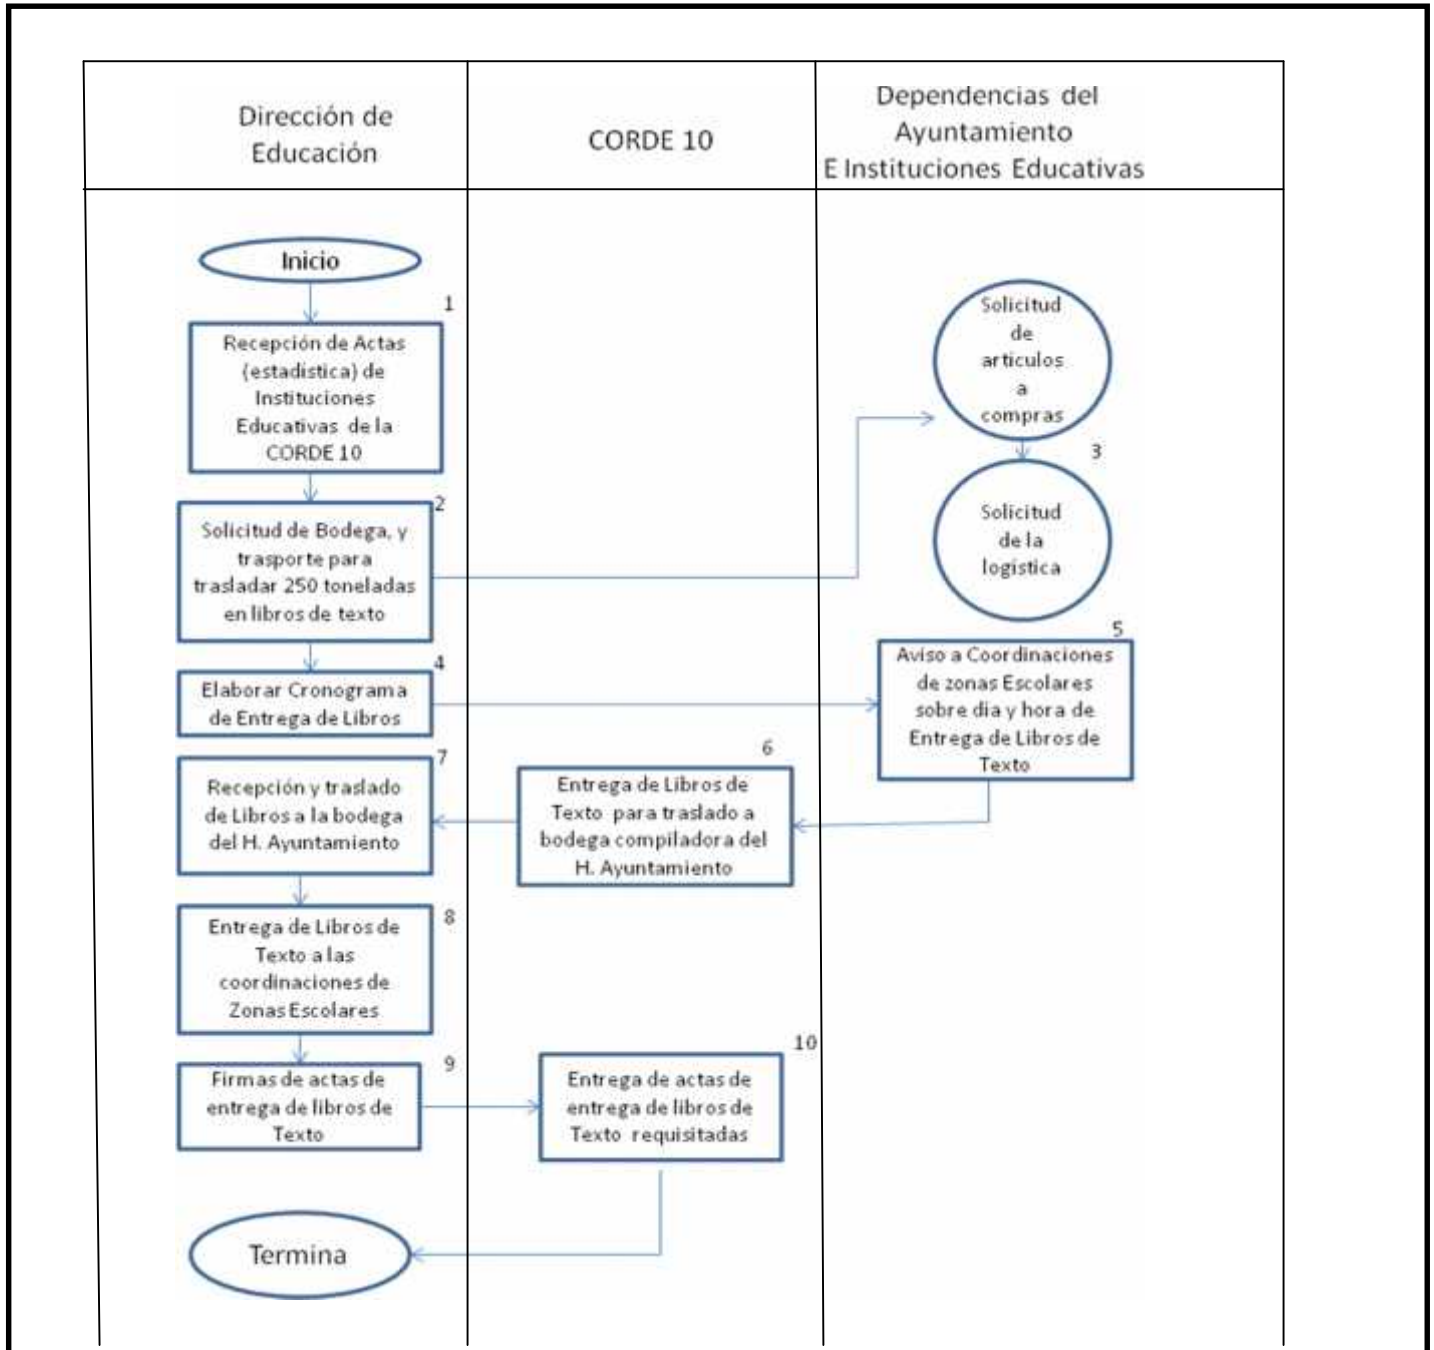 Dirección de
Educación
CORDE 10
Dependencias del
Ayuntamiento
E Instituciones Educativas
Inicio
1
Recepción de Actas
(estadística) de
Instituciones
Educativas de la
CORDE 10
Solicitud
de
artículos
a
compras
2
Solicitud de Bodega, y
trasporte para
trasladar 250 toneladas
en libros de texto
3
Solicitud
de la
logística
4
Elaborar Cronograma
de Entrega de Libros
5
Aviso a Coordinaciones
de zonas Escolares
sobre dia y hora de
Entrega de Libros de
Texto
6
Entrega de Libros de
Texto para traslado a
bodega compiladora del
H. Ayuntamiento
7
Recepción y traslado
de Libros a la bodega
del H. Ayuntamiento
8
Entrega de Libros de
Texto a las
coordinaciones de
Zonas Escolares
9
Firmas de actas de
entrega de libros de
Texto
10
Entrega de actas de
entrega de libros de
Texto requisitadas
Termina